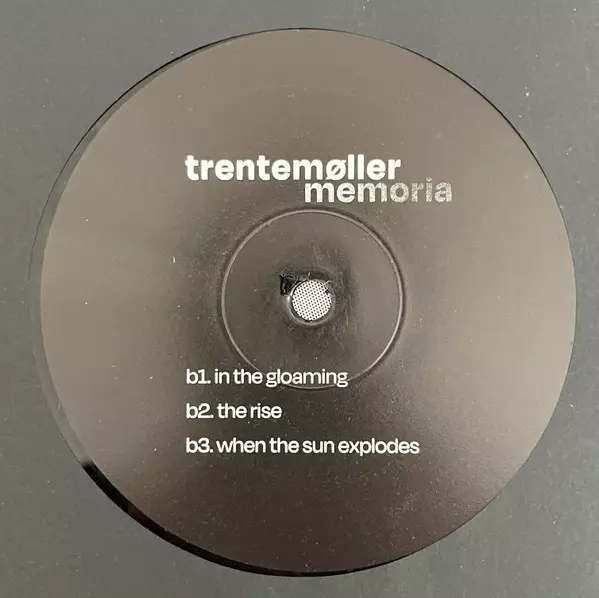 trentemøller
memoria
b1. in the gloaming
b2. the rise
b3. when the sun explodes